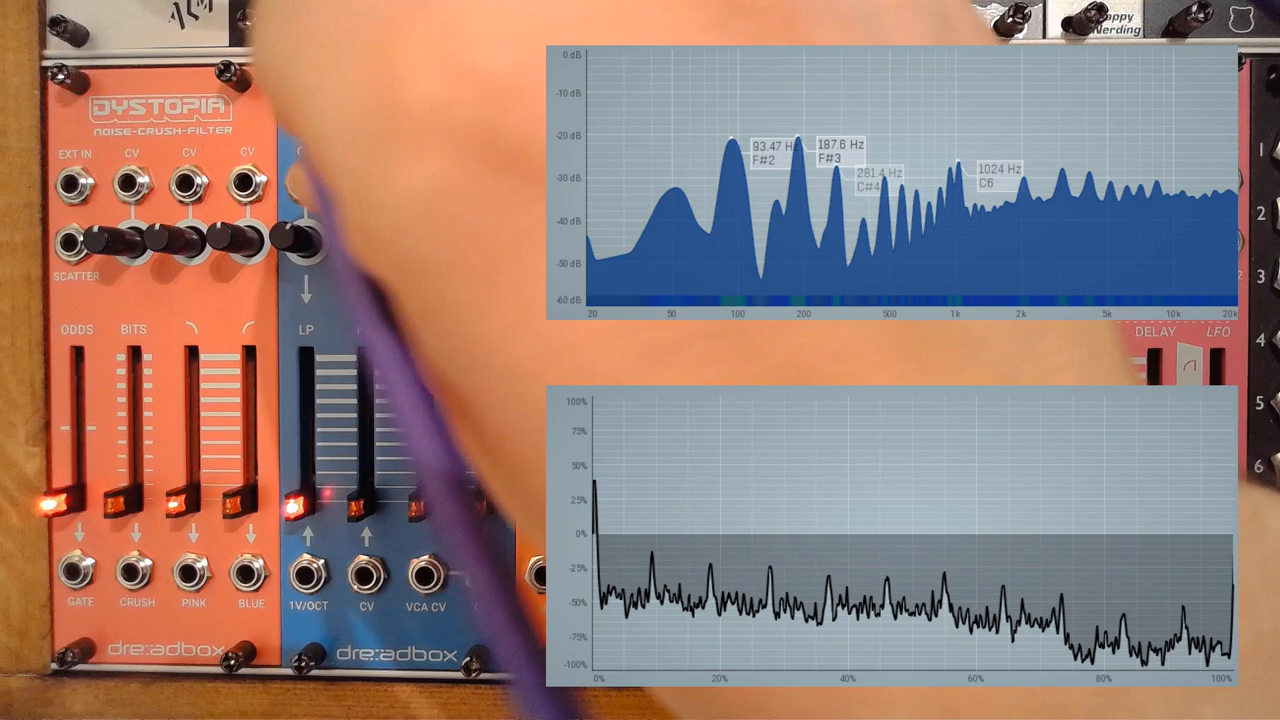 appy
Nerding
DYSTOPIA
NOISE-CRUSH-FILTER
EXT IN
CV
CV
CV
SCATTER
ODDS
BITS
LP
GATE
CRUSH
PINK
BLUE
1V/OCT
CV
VCA CV
dre:adbox
dre:adbox
0 dB
-10 dB
-20 dB
-30 dB
-40 dB
-50 dB
-60 dB
93.47 Hz
F#2
187.6 Hz
F#3
281.4 Hz
C#4
1024 Hz
C6
20
50
100
200
500
1k
2k
5k
10k
20k
DELAY
LFO
100%
75%
50%
25%
0%
-25%
-50%
-75%
-100%
0%
20%
40%
60%
80%
100%
1
2
3
4
5
6